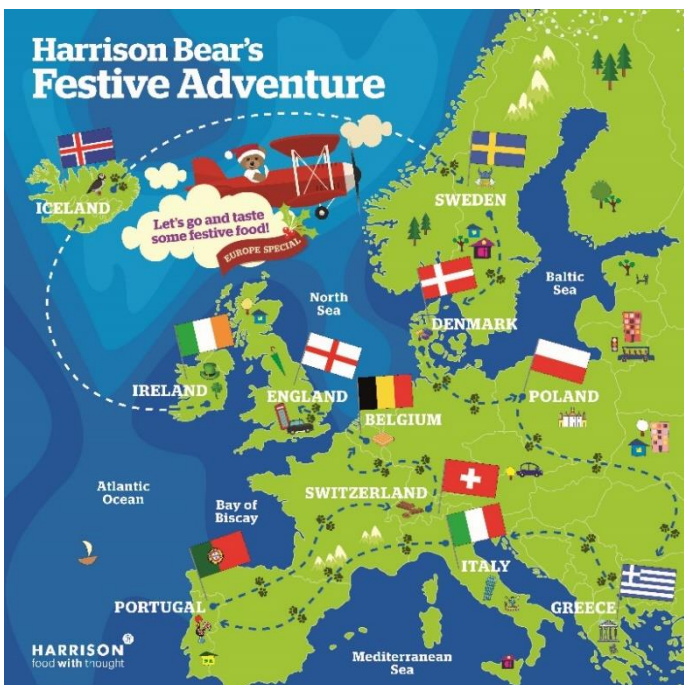 Harrison Bear's
Festive Adventure
ICELAND
Let's go and taste
some festive food!
EUROPE SPECIAL
SWEDEN
North
Sea
Baltic
Sea
DENMARK
IRELAND
ENGLAND
BELGIUM
POLAND
Atlantic
Ocean
Bay of
Biscay
SWITZERLAND
ITALY
PORTUGAL
GREECE
Mediterranean
Sea
HARRISON
food with thought